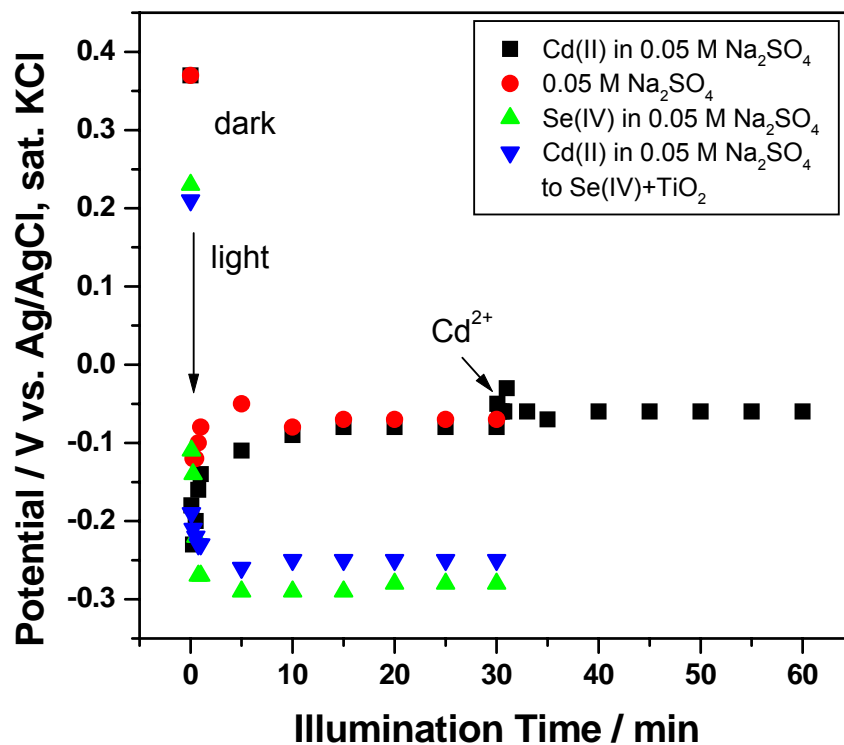 Cd(II) in 0.05 M Na₂SO₄
0.05 M Na₂SO₄
Se(IV) in 0.05 M Na₂SO₄
Cd(II) in 0.05 M Na₂SO₄
to Se(IV)+TiO₂
dark
light
Cd²⁺
Potential / V vs. Ag/AgCl, sat. KCl
0.4
0.3
0.2
0.1
0.0
-0.1
-0.2
-0.3
0 10 20 30 40 50 60
Illumination Time / min